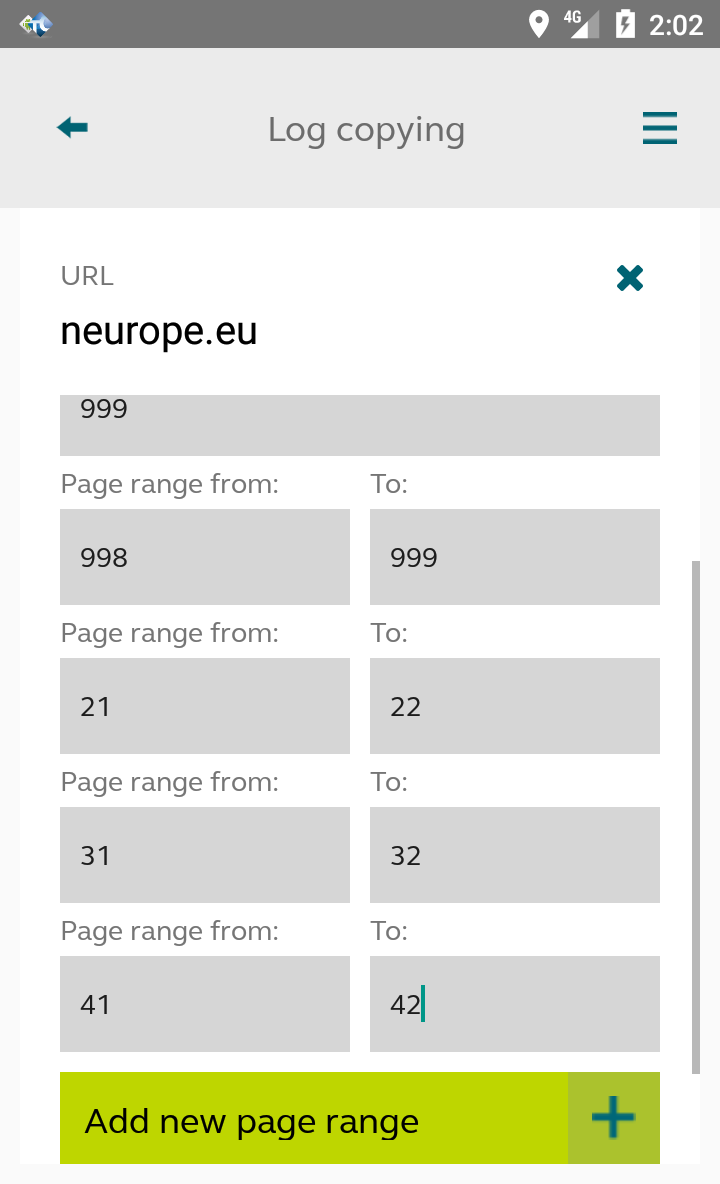 4G 2:02
Log copying
URL
neurope.eu
999
Page range from: To:
998 999
Page range from: To:
21 22
Page range from: To:
31 32
Page range from: To:
41 42
Add new page range